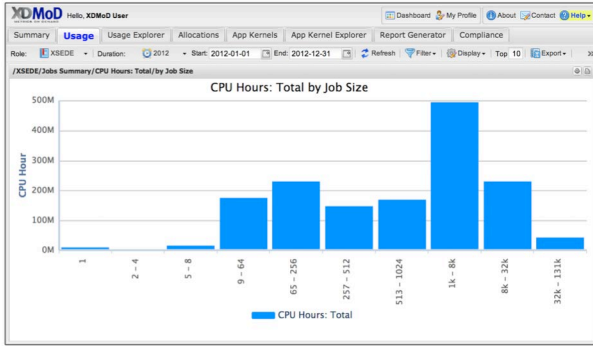 XDMoD Hello, XDMoD User Dashboard My Profile About Contact Help
Summary Usage Usage Explorer Allocations App Kernels App Kernel Explorer Report Generator Compliance
Role: XSEDE Duration: 2012 Start: 2012-01-01 End: 2012-12-31 Refresh Filter Display Top 10 Export
/XSEDE/Jobs Summary/CPU Hours: Total/by Job Size
CPU Hours: Total by Job Size
CPU Hour
500M
400M
300M
200M
100M
0M
1
2 – 4
5 – 8
9 – 64
65 – 256
257 – 512
513 – 1024
1k – 8k
8k – 32k
32k – 131k
CPU Hours: Total